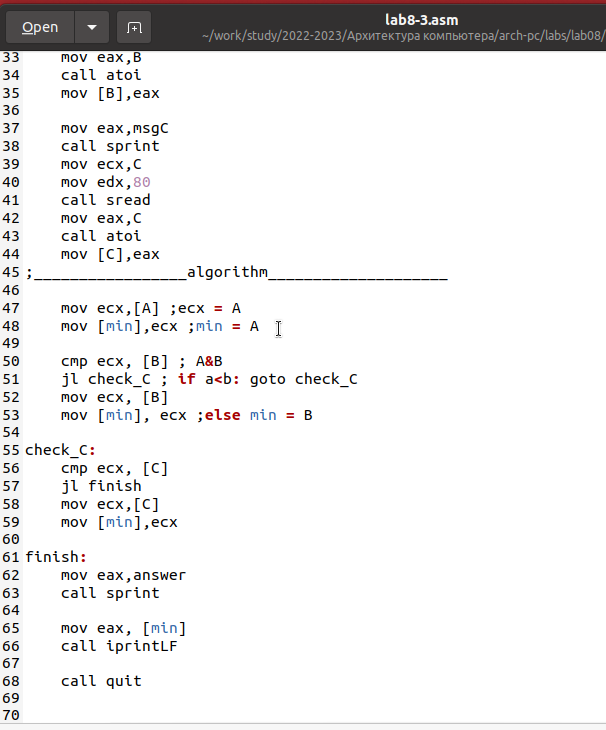 Open
lab8-3.asm
~/work/study/2022-2023/Архитектура компьютера/arch-pc/labs/lab08/
33 mov eax,B
34 call atoi
35 mov [B],eax
36
37 mov eax,msgC
38 call sprint
39 mov ecx,C
40 mov edx,80
41 call sread
42 mov eax,C
43 call atoi
44 mov [C],eax
45 ;_________________algorithm____________________
46
47 mov ecx,[A] ;ecx = A
48 mov [min],ecx ;min = A
49
50 cmp ecx, [B] ; A&B
51 jl check_C ; if a<b: goto check_C
52 mov ecx, [B]
53 mov [min], ecx ;else min = B
54
55 check_C:
56 cmp ecx, [C]
57 jl finish
58 mov ecx,[C]
59 mov [min],ecx
60
61 finish:
62 mov eax,answer
63 call sprint
64
65 mov eax, [min]
66 call iprintLF
67
68 call quit
69
70